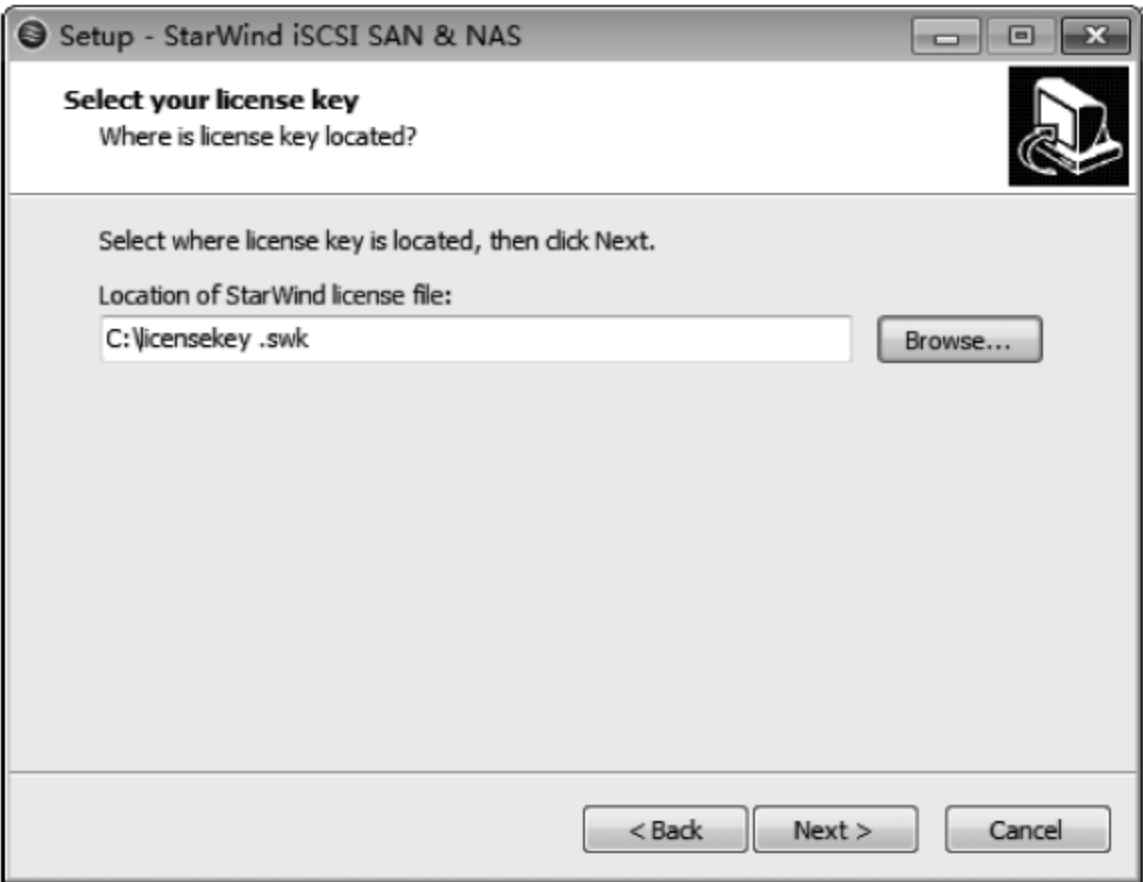 Setup - StarWind iSCSI SAN & NAS
Select your license key
Where is license key located?
Select where license key is located, then click Next.
Location of StarWind license file:
C:\licensekey .swk
Browse...
< Back
Next >
Cancel